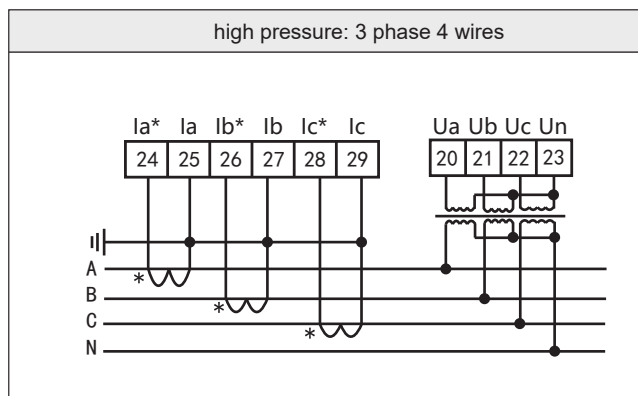 high pressure: 3 phase 4 wires
Ia* Ia Ib* Ib Ic* Ic Ua Ub Uc Un
24 25 26 27 28 29 20 21 22 23
A
*
B
*
C
*
N